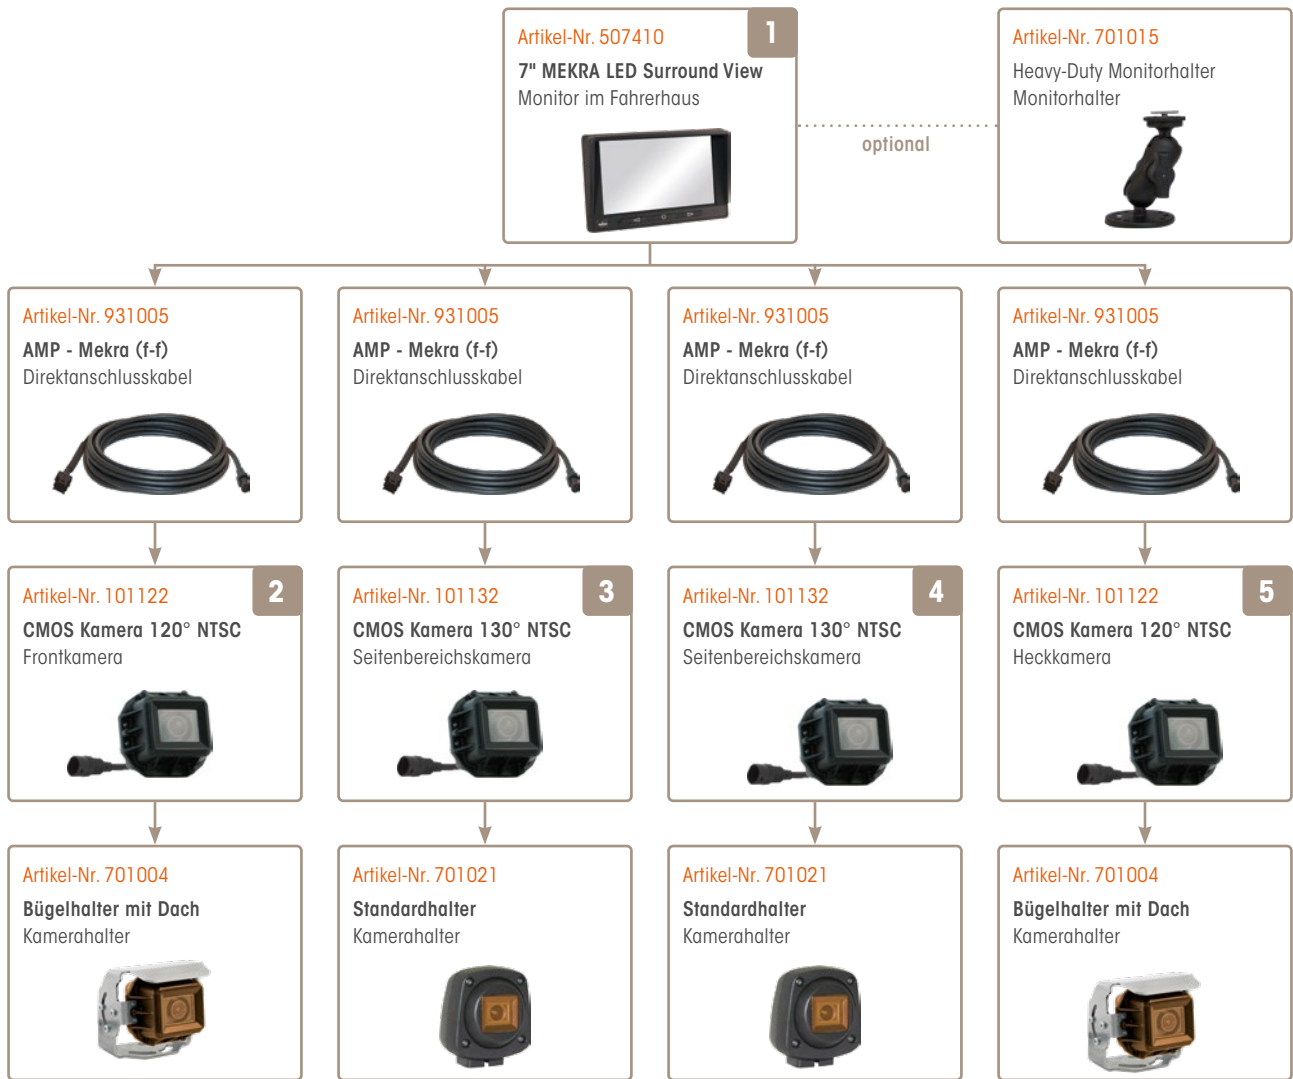 Artikel-Nr. 507410
1
7" MEKRA LED Surround View
Monitor im Fahrerhaus
optional
Artikel-Nr. 701015
Heavy-Duty Monitorhalter
Monitorhalter
Artikel-Nr. 931005
AMP - Mekra (f-f)
Direktanschlusskabel
Artikel-Nr. 931005
AMP - Mekra (f-f)
Direktanschlusskabel
Artikel-Nr. 931005
AMP - Mekra (f-f)
Direktanschlusskabel
Artikel-Nr. 931005
AMP - Mekra (f-f)
Direktanschlusskabel
Artikel-Nr. 101122
2
CMOS Kamera 120° NTSC
Frontkamera
Artikel-Nr. 101132
3
CMOS Kamera 130° NTSC
Seitenbereichskamera
Artikel-Nr. 101132
4
CMOS Kamera 130° NTSC
Seitenbereichskamera
Artikel-Nr. 101122
5
CMOS Kamera 120° NTSC
Heckkamera
Artikel-Nr. 701004
Bügelhalter mit Dach
Kamerahalter
Artikel-Nr. 701021
Standardhalter
Kamerahalter
Artikel-Nr. 701021
Standardhalter
Kamerahalter
Artikel-Nr. 701004
Bügelhalter mit Dach
Kamerahalter